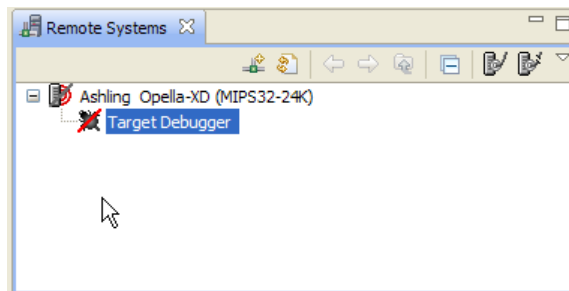 Remote Systems
Ashling Opella-XD (MIPS32-24K)
Target Debugger